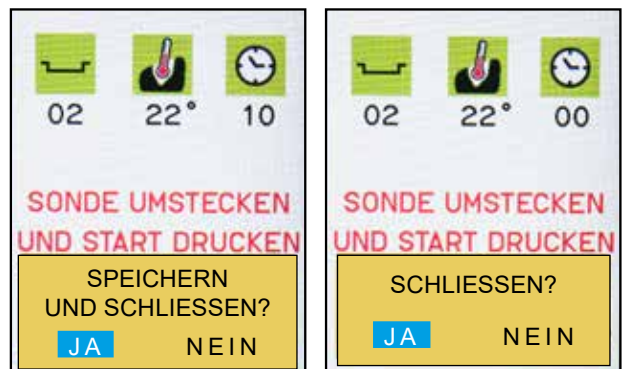 02 22° 10
SONDE UMSTECKEN
UND START DRUCKEN
SPEICHERN
UND SCHLIESSEN?
JA NEIN
02 22° 00
SONDE UMSTECKEN
UND START DRUCKEN
SCHLIESSEN?
JA NEIN